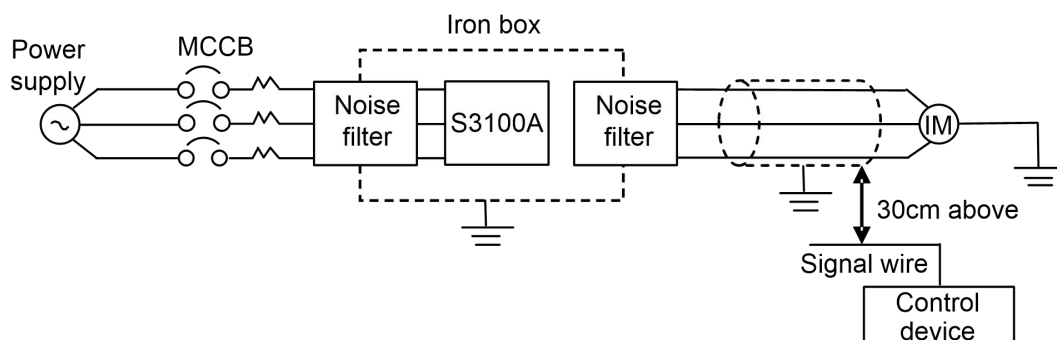 Iron box
Power
supply
MCCB
~
Noise
filter
S3100A
Noise
filter
IM
30cm above
Signal wire
Control
device